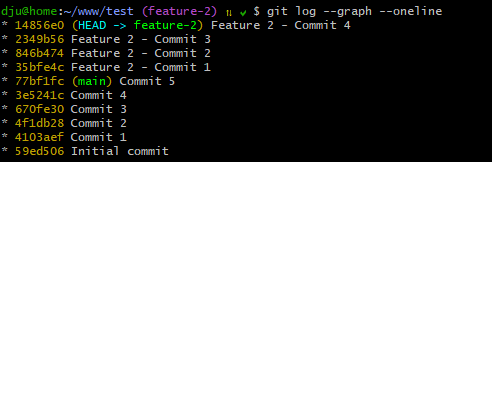 dju@home:~/www/test (feature-2) ⇅ ✔ $ git log --graph --oneline
* 14856e0 (HEAD -> feature-2) Feature 2 - Commit 4
* 2349b56 Feature 2 - Commit 3
* 846b474 Feature 2 - Commit 2
* 35bfe4c Feature 2 - Commit 1
* 77bf1fc (main) Commit 5
* 3e5241c Commit 4
* 670fe30 Commit 3
* 4f1db28 Commit 2
* 4103aef Commit 1
* 59ed506 Initial commit